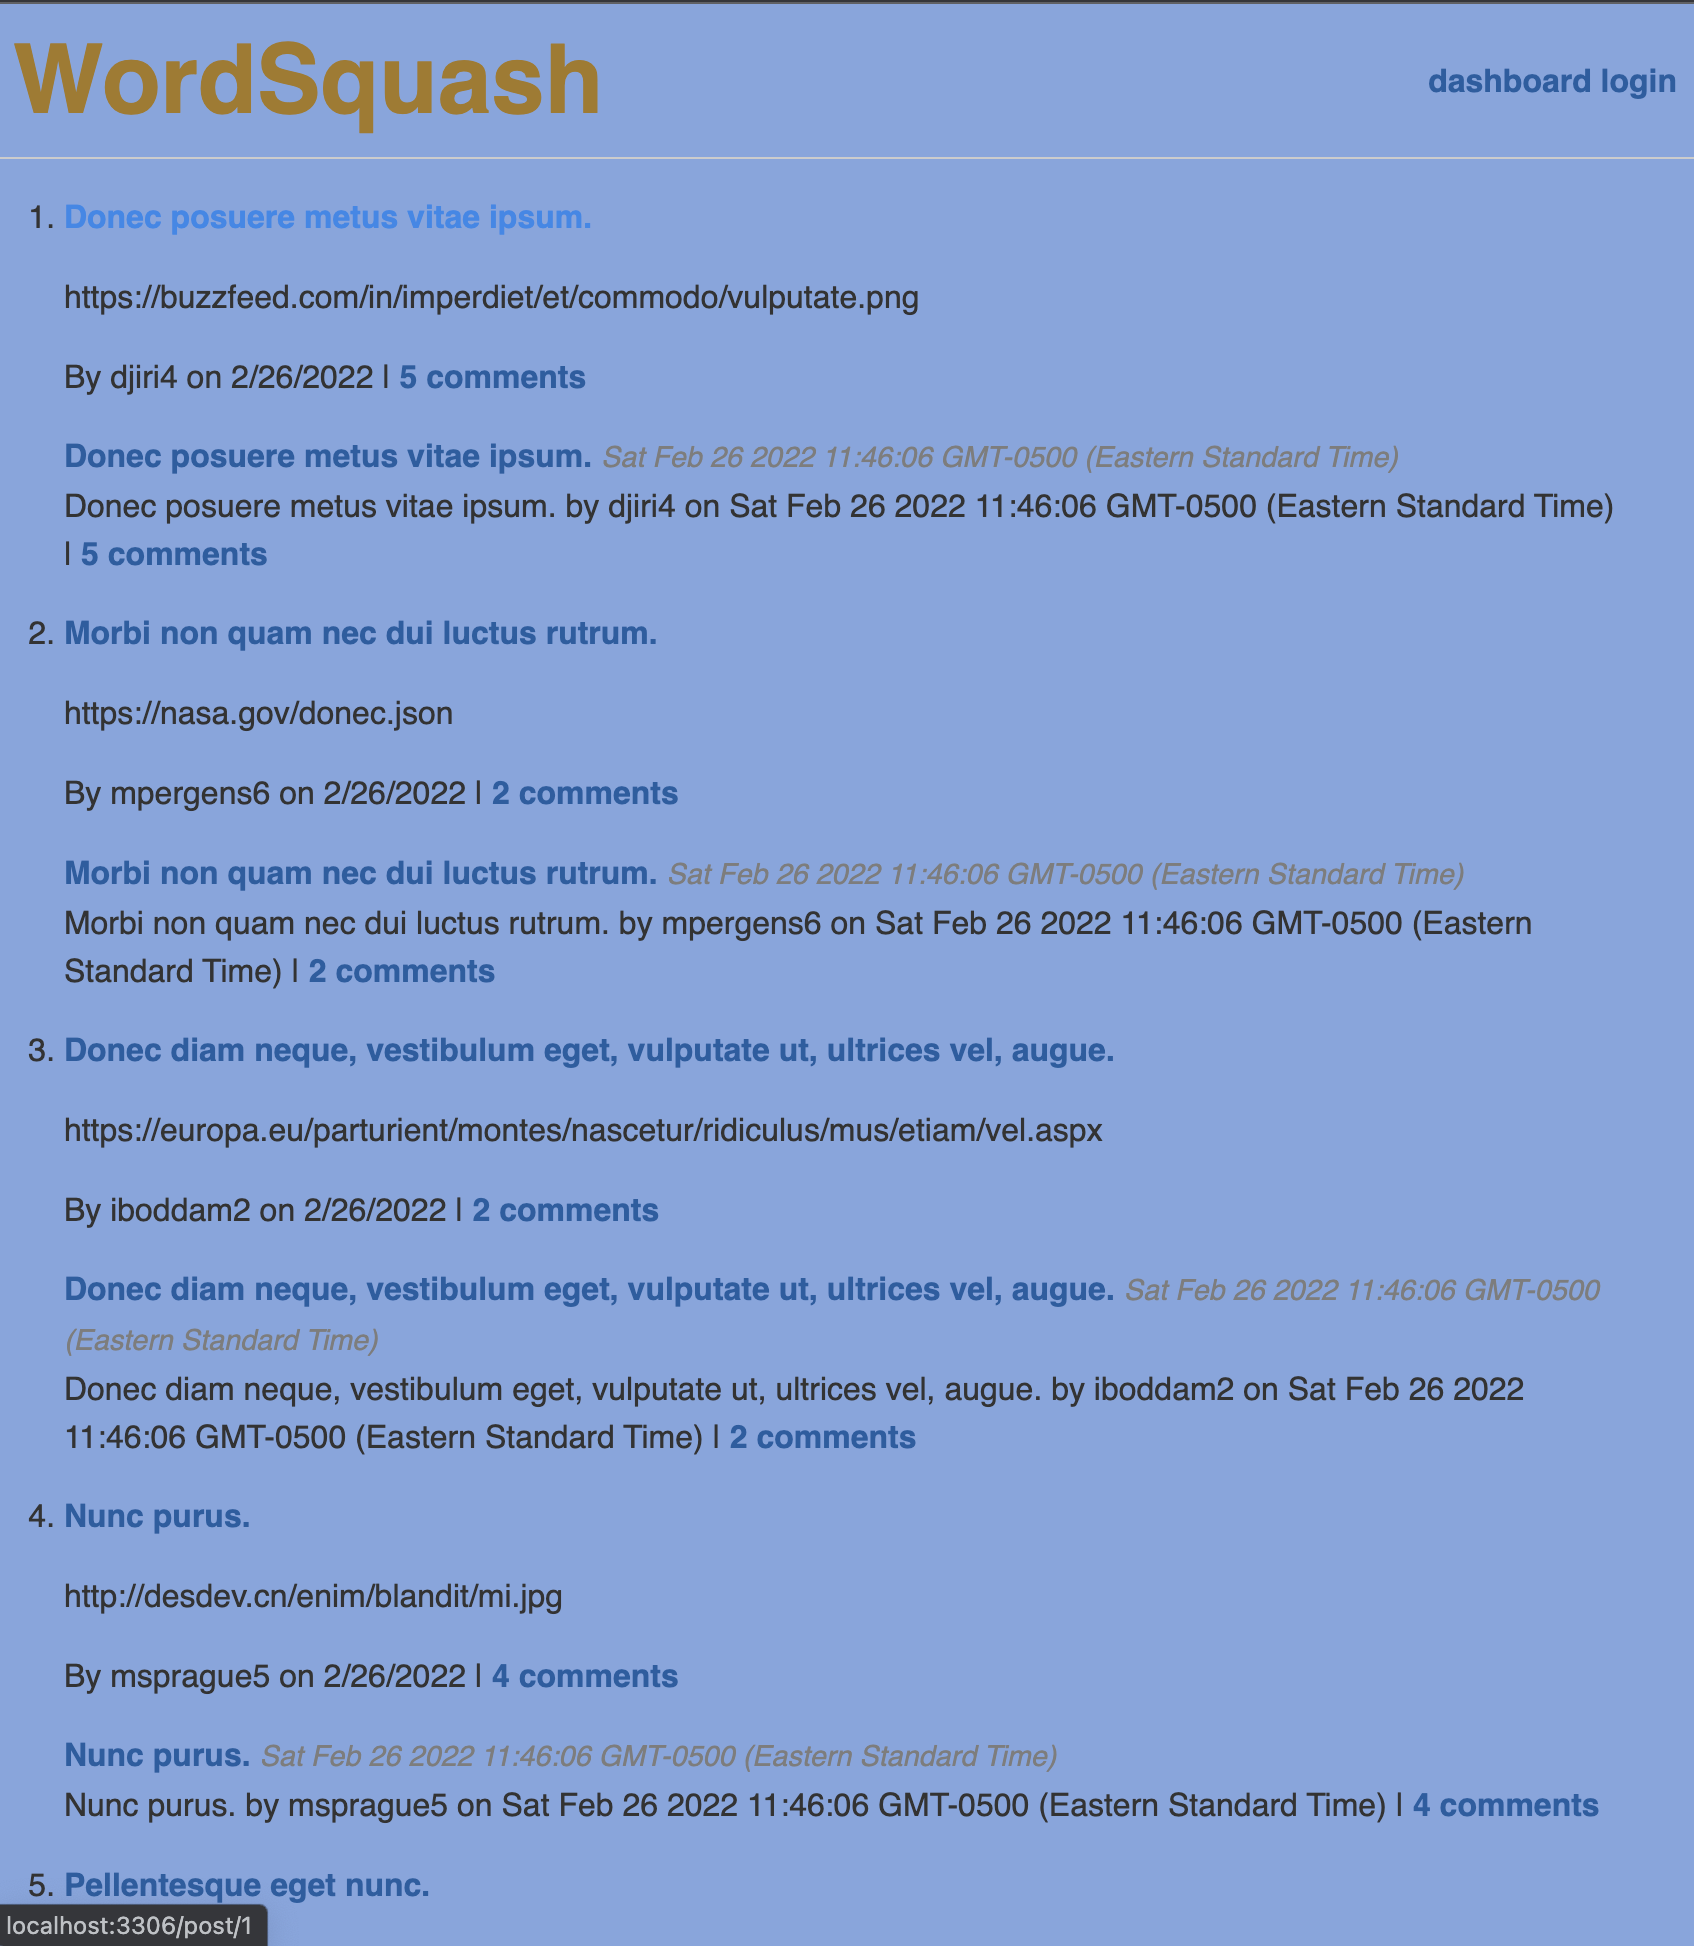 WordSquash
dashboard login
1. Donec posuere metus vitae ipsum.
https://buzzfeed.com/in/imperdiet/et/commodo/vulputate.png
By djiri4 on 2/26/2022 | 5 comments
Donec posuere metus vitae ipsum. Sat Feb 26 2022 11:46:06 GMT-0500 (Eastern Standard Time)
Donec posuere metus vitae ipsum. by djiri4 on Sat Feb 26 2022 11:46:06 GMT-0500 (Eastern Standard Time)
| 5 comments
2. Morbi non quam nec dui luctus rutrum.
https://nasa.gov/donec.json
By mpergens6 on 2/26/2022 | 2 comments
Morbi non quam nec dui luctus rutrum. Sat Feb 26 2022 11:46:06 GMT-0500 (Eastern Standard Time)
Morbi non quam nec dui luctus rutrum. by mpergens6 on Sat Feb 26 2022 11:46:06 GMT-0500 (Eastern
Standard Time) | 2 comments
3. Donec diam neque, vestibulum eget, vulputate ut, ultrices vel, augue.
https://europa.eu/parturient/montes/nascetur/ridiculus/mus/etiam/vel.aspx
By iboddam2 on 2/26/2022 | 2 comments
Donec diam neque, vestibulum eget, vulputate ut, ultrices vel, augue. Sat Feb 26 2022 11:46:06 GMT-0500
(Eastern Standard Time)
Donec diam neque, vestibulum eget, vulputate ut, ultrices vel, augue. by iboddam2 on Sat Feb 26 2022
11:46:06 GMT-0500 (Eastern Standard Time) | 2 comments
4. Nunc purus.
http://desdev.cn/enim/blandit/mi.jpg
By msprague5 on 2/26/2022 | 4 comments
Nunc purus. Sat Feb 26 2022 11:46:06 GMT-0500 (Eastern Standard Time)
Nunc purus. by msprague5 on Sat Feb 26 2022 11:46:06 GMT-0500 (Eastern Standard Time) | 4 comments
5. Pellentesque eget nunc.
localhost:3306/post/1